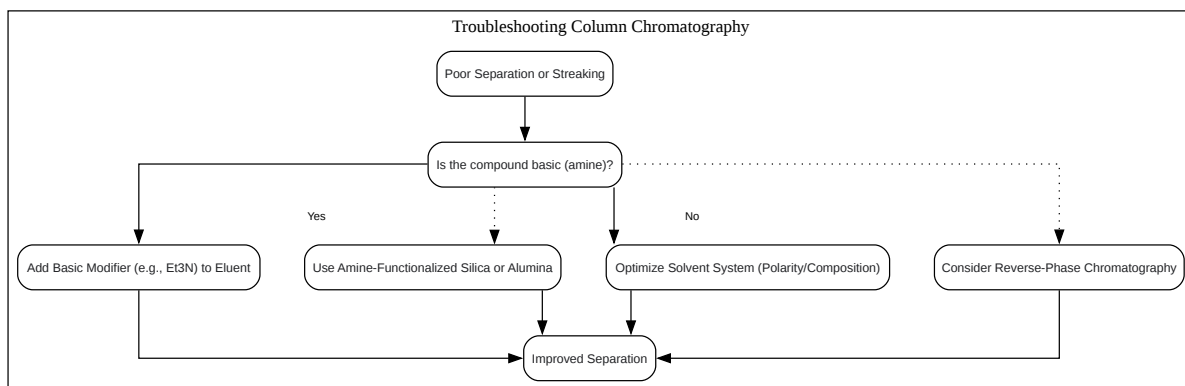 Troubleshooting Column Chromatography
Poor Separation or Streaking
Is the compound basic (amine)?
Yes
No
Add Basic Modifier (e.g., Et3N) to Eluent
Use Amine-Functionalized Silica or Alumina
Optimize Solvent System (Polarity/Composition)
Consider Reverse-Phase Chromatography
Improved Separation